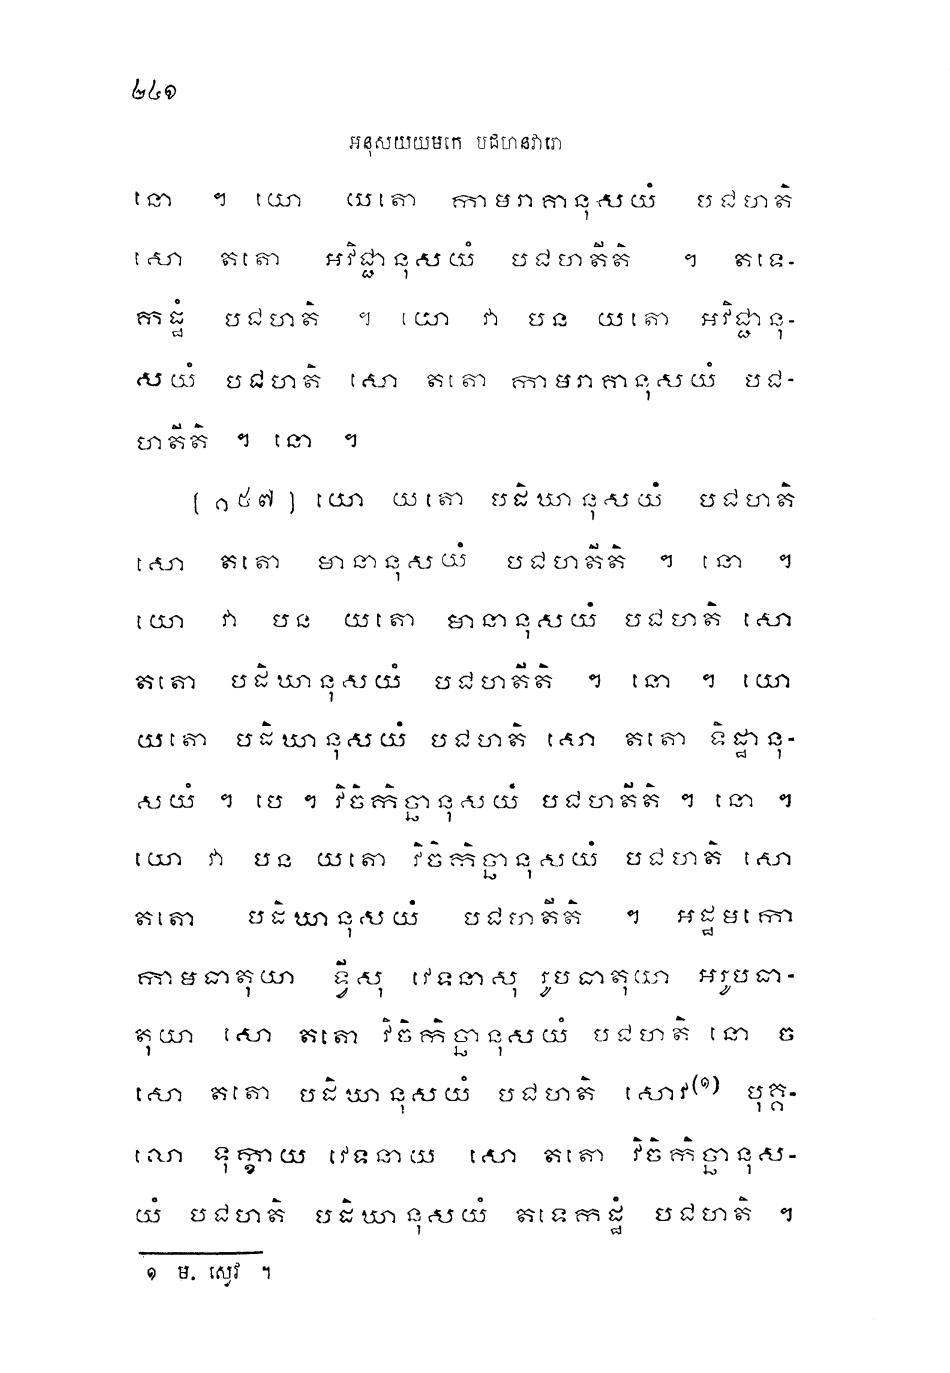 ២៤១
អនុសយយមកេ បជហនវារោ
នោ ។ យោ យតោ កាមរាគានុសយំ បជហតិ
សោ តតោ អវិជ្ជានុសយំ បជហតីតិ ។ តទេ-
កដ្ឋំ បជហតិ ។ យោ វា បន យតោ អវិជ្ជានុ-
សយំ បជហតិ សោ តតោ កាមរាគានុសយំ បជ-
ហតីតិ ។ នោ ។
(១៥៧) យោ យតោ បដិឃានុសយំ បជហតិ
សោ តតោ មានានុសយំ បជហតីតិ ។ នោ ។
យោ វា បន យតោ មានានុសយំ បជហតិ សោ
តតោ បដិឃានុសយំ បជហតីតិ ។ នោ ។ យោ
យតោ បដិឃានុសយំ បជហតិ សោ តតោ ទិដ្ឋានុ-
សយំ ។ បេ ។ វិចិកិច្ឆានុសយំ បជហតីតិ ។ នោ ។
យោ វា បន យតោ វិចិកិច្ឆានុសយំ បជហតិ សោ
តតោ បដិឃានុសយំ បជហតីតិ ។ អដ្ឋមកោ
កាមធាតុយា ទ្វីសុ វេទនាសុ រូបធាតុយា អរូបធា-
តុយា សោ តតោ វិចិកិច្ឆានុសយំ បជហតិ នោ ច
សោ តតោ បដិឃានុសយំ បជហតិ សោវ(១) បុគ្គ-
លោ ទុក្ខាយ វេទនាយ សោ តតោ វិចិកិច្ឆានុស-
យំ បជហតិ បដិឃានុសយំ តទេកដ្ឋំ បជហតិ ។
១ ម. ស្វេវ ។